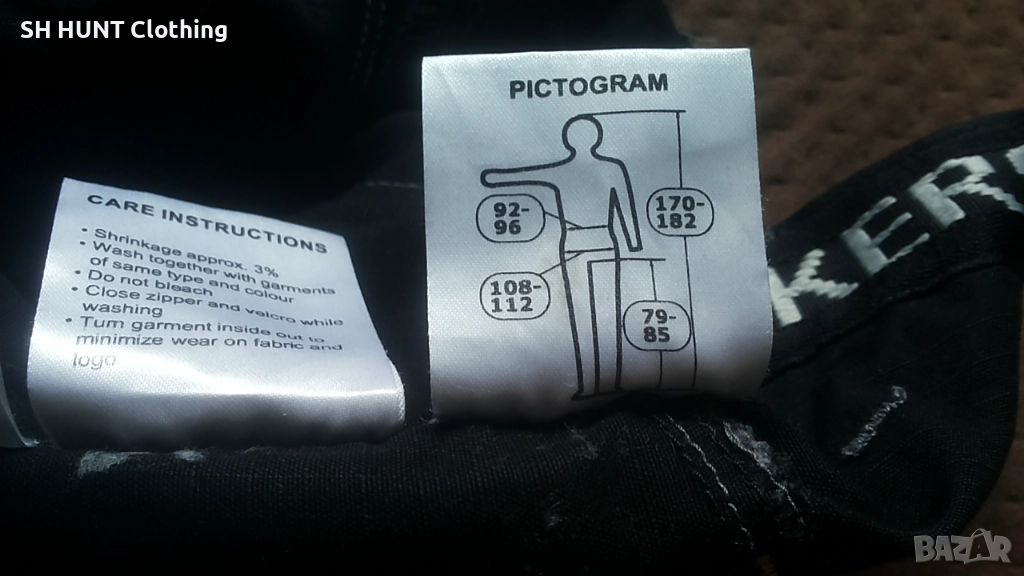 SH HUNT Clothing
CARE INSTRUCTIONS
• Shrinkage approx. 3%
• Wash together with garments
of same type and colour
• Do not bleach
• Close zipper and velcro while
washing
• Turn garment inside out to
minimize wear on fabric and
logo
PICTOGRAM
92-
96
170-
182
108-
112
79-
85
KER
BAZAR